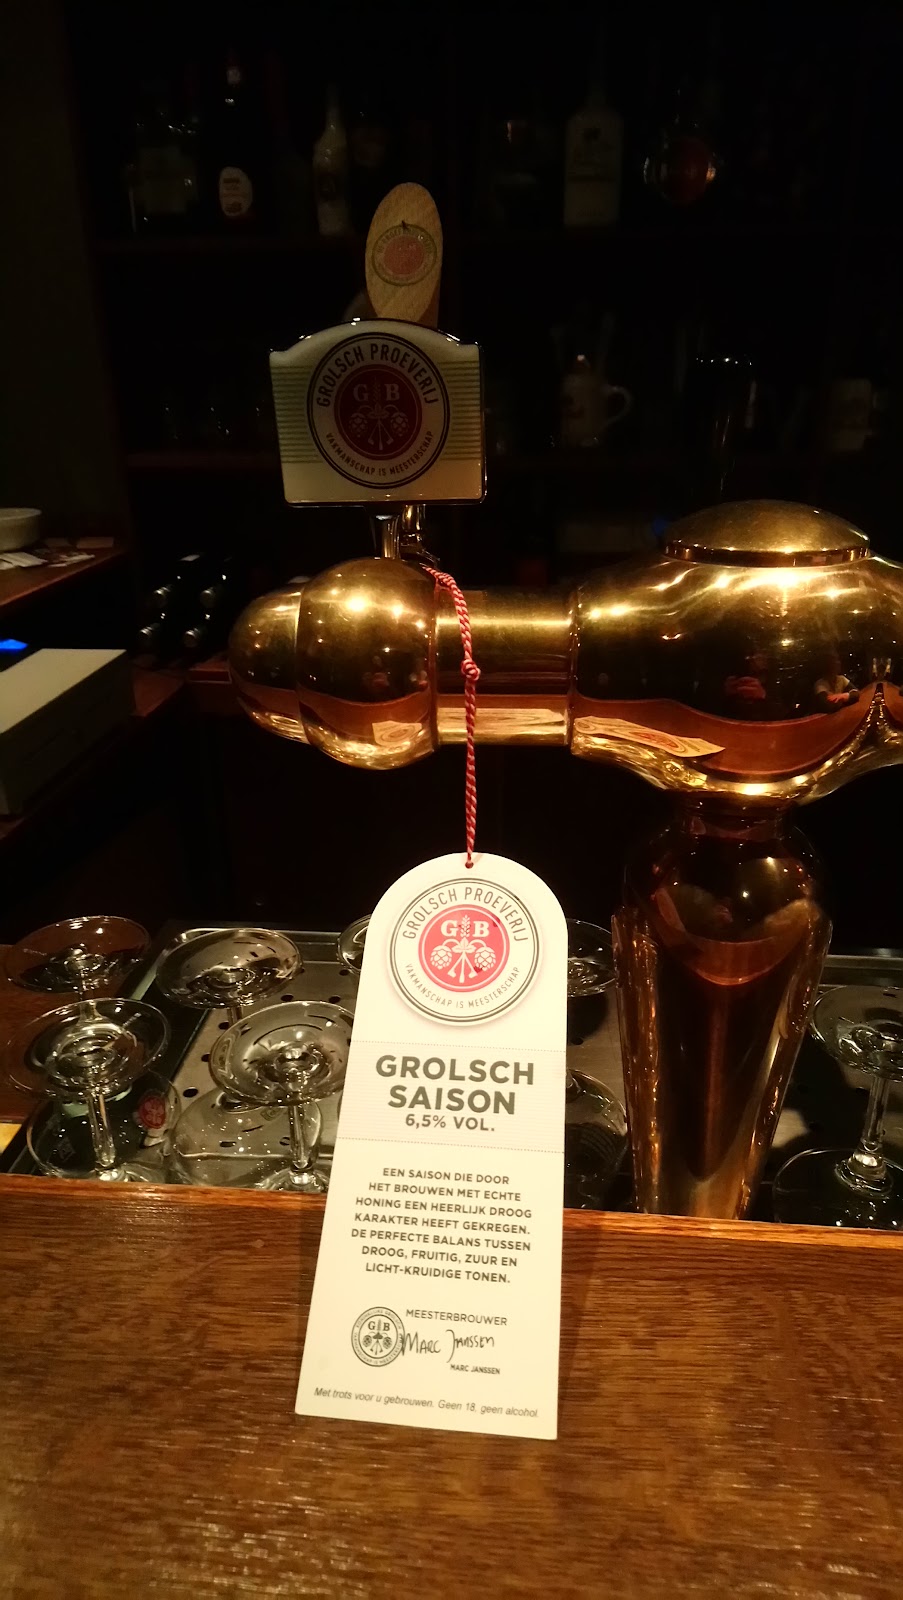 GROLSCH PROEVERIJ
G B
VAKMANSCHAP IS MEESTERSCHAP
GROLSCH PROEVERIJ
G B
VAKMANSCHAP IS MEESTERSCHAP
GROLSCH
SAISON
6,5% VOL.
EEN SAISON DIE DOOR
HET BROUWEN MET ECHTE
HONING EEN HEERLIJK DROOG
KARAKTER HEEFT GEKREGEN.
DE PERFECTE BALANS TUSSEN
DROOG, FRUITIG, ZUUR EN
LICHT-KRUIDIGE TONEN.
MEESTERBROUWER
G B
MARC JANSSEN
MARC JANSSEN
Met trots voor u gebrouwen. Geen 18, geen alcohol.